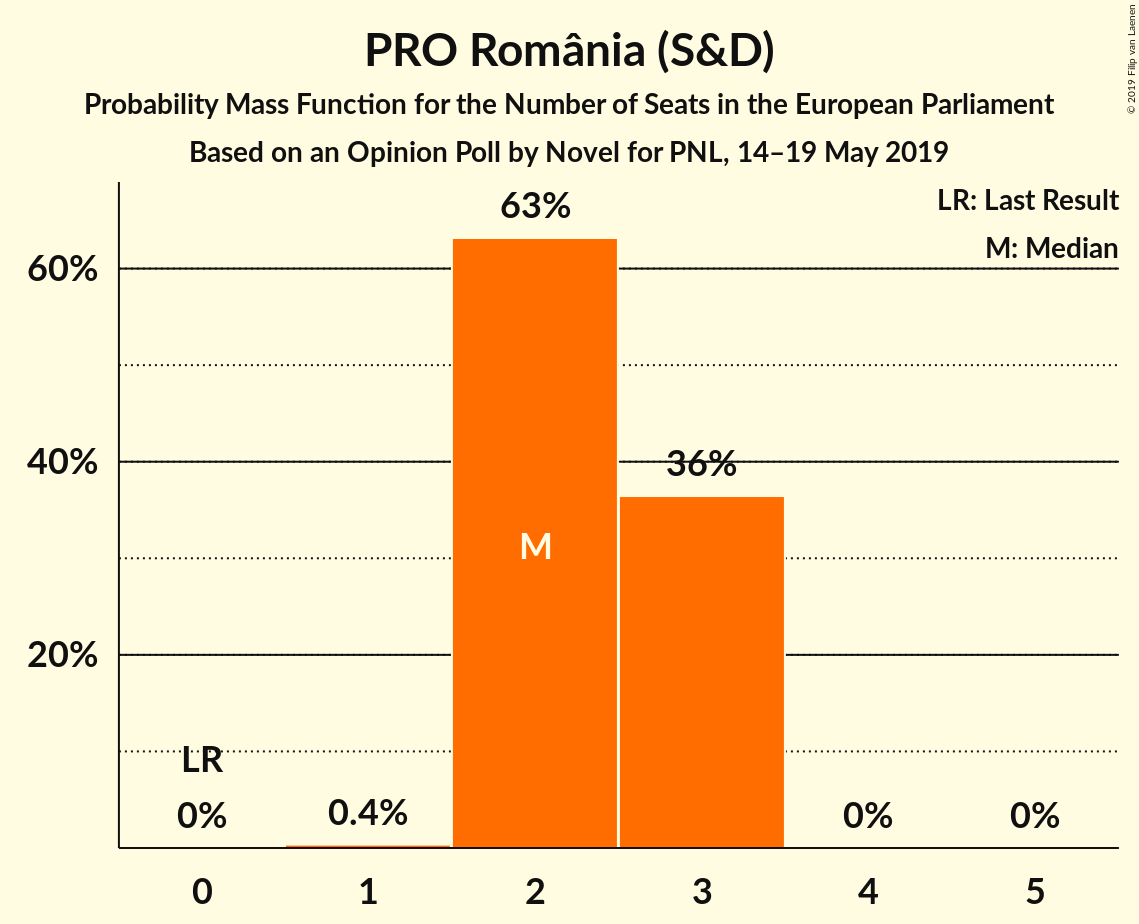 PRO România (S&D)
Probability Mass Function for the Number of Seats in the European Parliament
Based on an Opinion Poll by Novel for PNL, 14–19 May 2019
© 2019 Filip van Laenen
LR: Last Result
M: Median
63%
60%
40%
36%
M
20%
LR
0%
0.4%
0%
0%
0 1 2 3 4 5